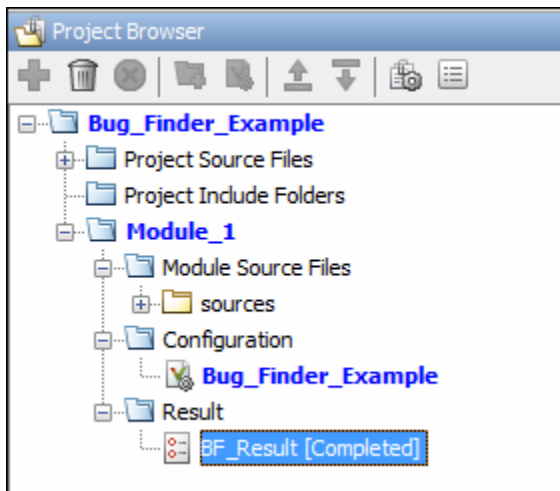 Project Browser
Bug_Finder_Example
Project Source Files
Project Include Folders
Module_1
Module Source Files
sources
Configuration
Bug_Finder_Example
Result
BF_Result [Completed]